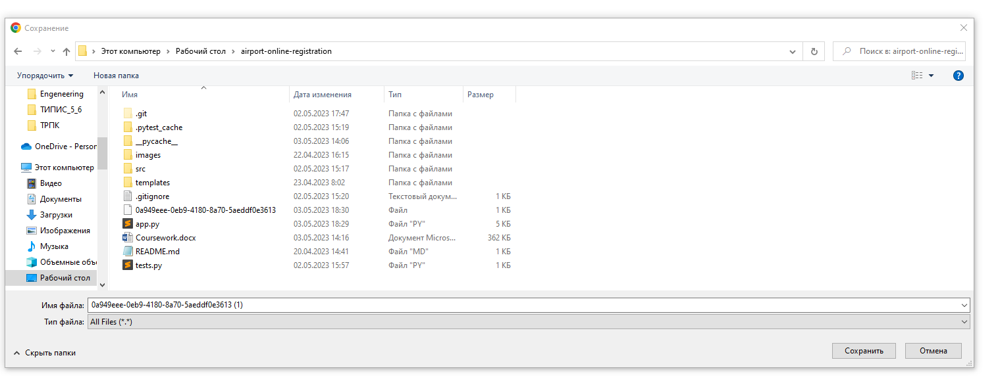 Сохранение
Этот компьютер > Рабочий стол > airport-online-registration
Поиск в: airport-online-regi...
Упорядочить
Новая папка
Engeneering
ТИПИС_5_6
ТРПК
OneDrive - Person
Этот компьютер
Видео
Документы
Загрузки
Изображения
Музыка
Объемные объ
Рабочий стол
Имя Дата изменения Тип Размер
.git 02.05.2023 17:47 Папка с файлами
.pytest_cache 02.05.2023 15:19 Папка с файлами
__pycache__ 03.05.2023 14:06 Папка с файлами
images 22.04.2023 16:15 Папка с файлами
src 02.05.2023 15:17 Папка с файлами
templates 23.04.2023 8:02 Папка с файлами
.gitignore 02.05.2023 15:20 Текстовый докум... 1 КБ
0a949eee-0eb9-4180-8a70-5aeddf0e3613 03.05.2023 18:30 Файл 1 КБ
app.py 03.05.2023 18:29 Файл "PY" 5 КБ
Coursework.docx 03.05.2023 14:16 Документ Micros... 362 КБ
README.md 20.04.2023 14:41 Файл "MD" 1 КБ
tests.py 02.05.2023 15:57 Файл "PY" 1 КБ
Имя файла: 0a949eee-0eb9-4180-8a70-5aeddf0e3613 (1)
Тип файла: All Files (*.*)
Скрыть папки
Сохранить
Отмена